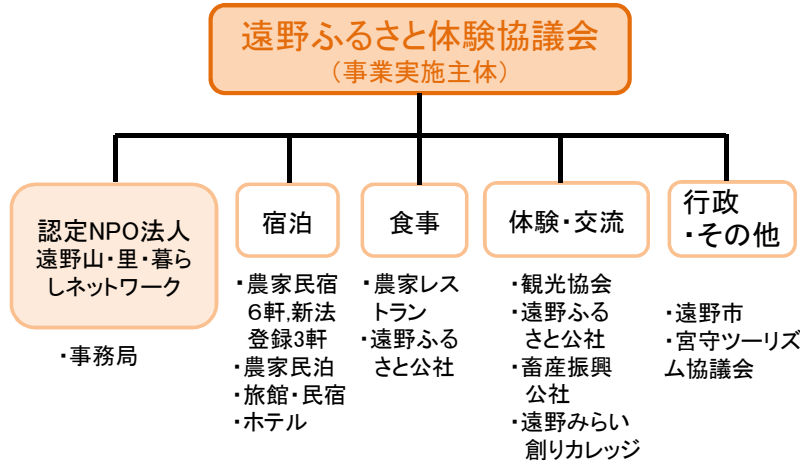 遠野ふるさと体験協議会
（事業実施主体）
認定NPO法人
遠野山・里・暮ら
しネットワーク
・事務局
宿泊
・農家民宿
６軒,新法
登録3軒
・農家民泊
・旅館・民宿
・ホテル
食事
・農家レス
トラン
・遠野ふる
さと公社
体験・交流
・観光協会
・遠野ふる
さと公社
・畜産振興
公社
・遠野みらい
創りカレッジ
行政
・その他
・遠野市
・宮守ツーリズ
ム協議会